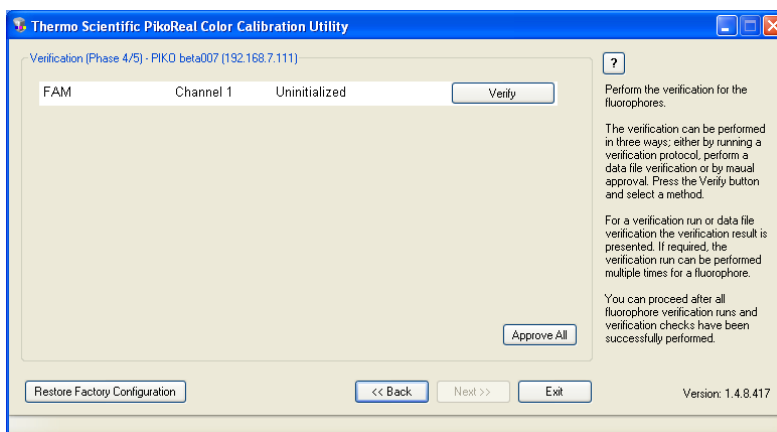 Thermo Scientific PikoReal Color Calibration Utility
Verification (Phase 4/5) - PIKO beta007 (192.168.7.111)
FAM Channel 1 Uninitialized Verify
Approve All
?
Perform the verification for the
fluorophores.
The verification can be performed
in three ways; either by running a
verification protocol, perform a
data file verification or by maual
approval. Press the Verify button
and select a method.
For a verification run or data file
verification the verification result is
presented. If required, the
verification run can be performed
multiple times for a fluorophore.
You can proceed after all
fluorophore verification runs and
verification checks have been
successfully performed.
Restore Factory Configuration << Back Next >> Exit Version: 1.4.8.417